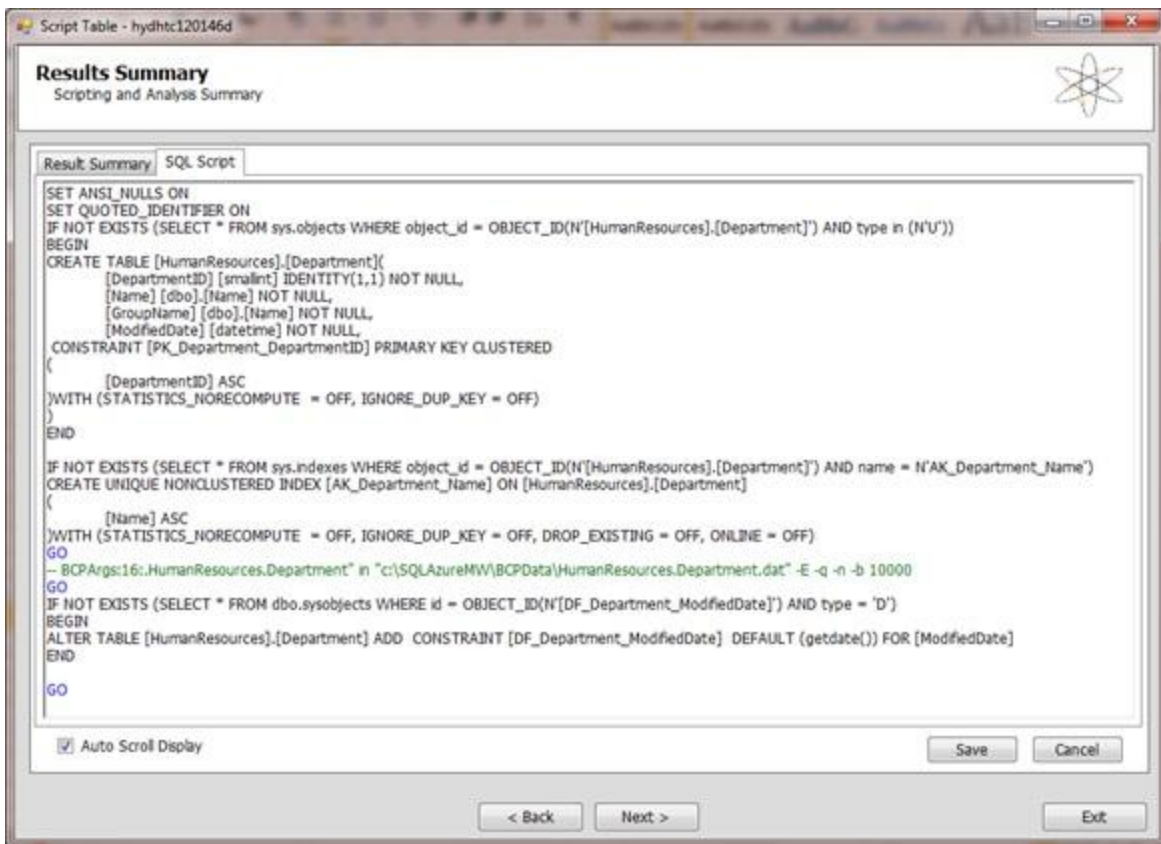 Script Table - hydhtc120146d
Results Summary
Scripting and Analysis Summary
Result Summary
SQL Script
SET ANSI_NULLS ON
SET QUOTED_IDENTIFIER ON
IF NOT EXISTS (SELECT * FROM sys.objects WHERE object_id = OBJECT_ID(N'[HumanResources].[Department]') AND type in (N'U'))
BEGIN
CREATE TABLE [HumanResources].[Department](
[DepartmentID] [smallint] IDENTITY(1,1) NOT NULL,
[Name] [dbo].[Name] NOT NULL,
[GroupName] [dbo].[Name] NOT NULL,
[ModifiedDate] [datetime] NOT NULL,
CONSTRAINT [PK_Department_DepartmentID] PRIMARY KEY CLUSTERED
(
[DepartmentID] ASC
)WITH (STATISTICS_NORECOMPUTE = OFF, IGNORE_DUP_KEY = OFF)
)
END
IF NOT EXISTS (SELECT * FROM sys.indexes WHERE object_id = OBJECT_ID(N'[HumanResources].[Department]') AND name = N'AK_Department_Name')
CREATE UNIQUE NONCLUSTERED INDEX [AK_Department_Name] ON [HumanResources].[Department]
(
[Name] ASC
)WITH (STATISTICS_NORECOMPUTE = OFF, IGNORE_DUP_KEY = OFF, DROP_EXISTING = OFF, ONLINE = OFF)
GO
-- BCPArgs:16:.HumanResources.Department" in "c:\SQLAzureMW\BCPData\HumanResources.Department.dat" -E -q -n -b 10000
GO
IF NOT EXISTS (SELECT * FROM dbo.sysobjects WHERE id = OBJECT_ID(N'[DF_Department_ModifiedDate]') AND type = 'D')
BEGIN
ALTER TABLE [HumanResources].[Department] ADD CONSTRAINT [DF_Department_ModifiedDate] DEFAULT (getdate()) FOR [ModifiedDate]
END
GO
Auto Scroll Display
Save
Cancel
< Back
Next >
Exit